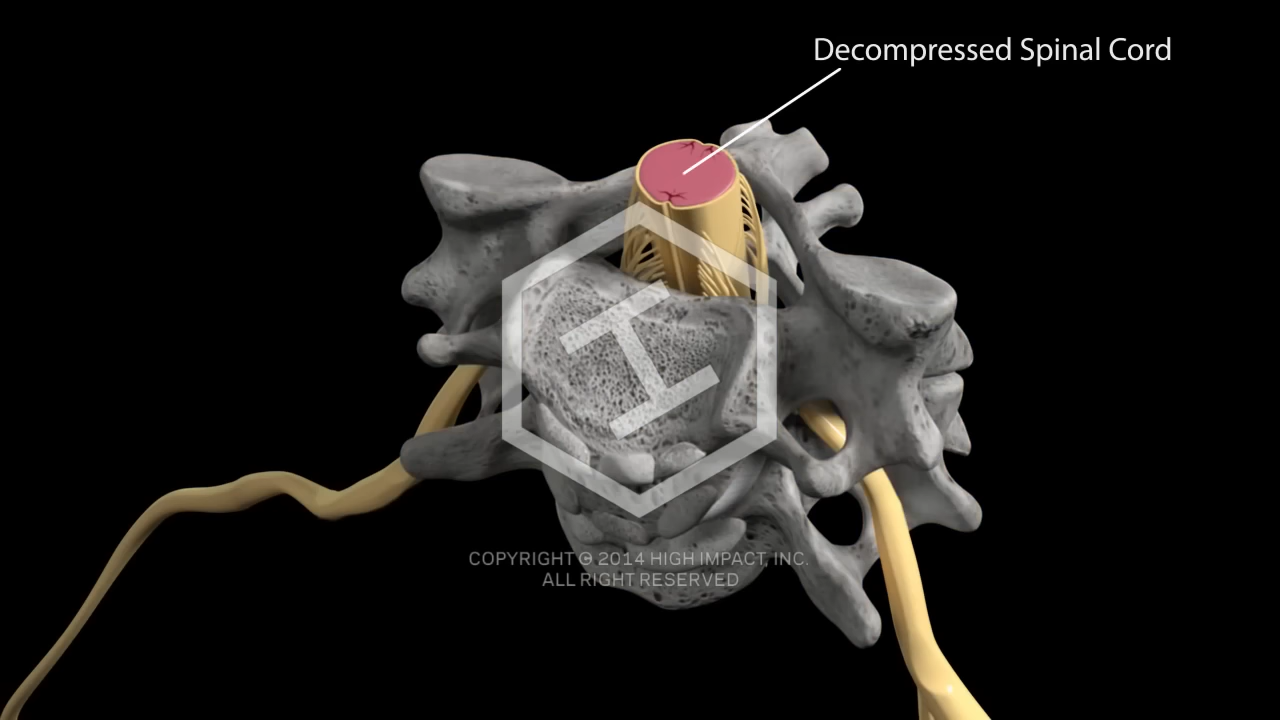 Decompressed Spinal Cord
COPYRIGHT © 2014 HIGH IMPACT, INC.
ALL RIGHT RESERVED